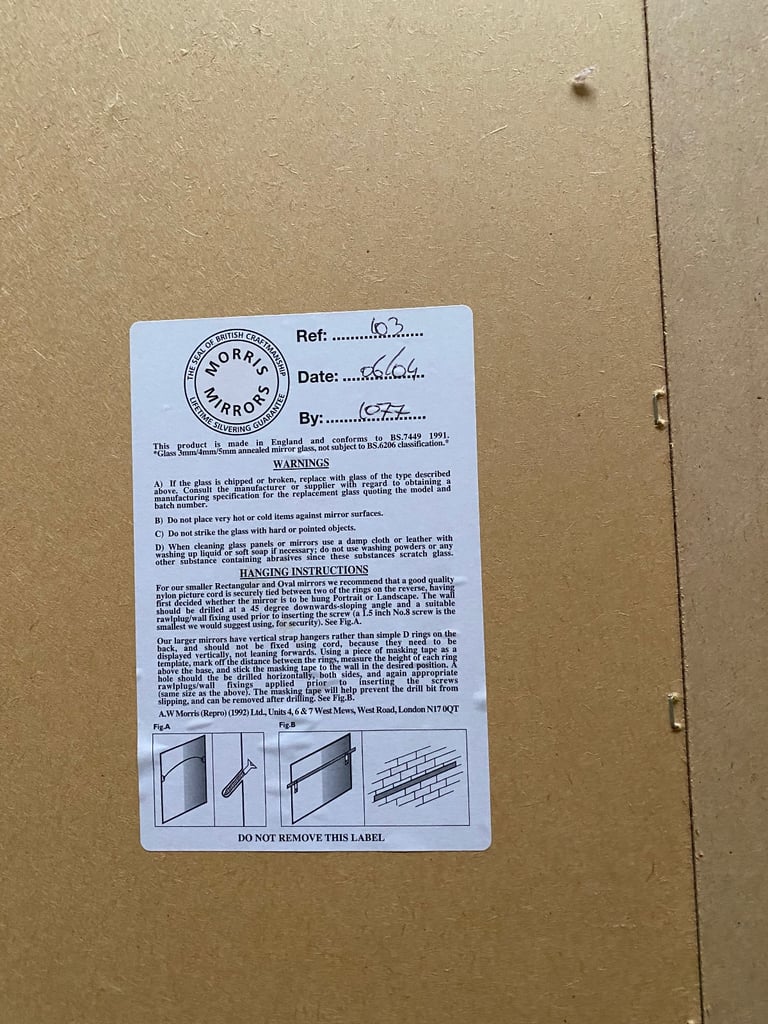 THE SEAL OF BRITISH CRAFTMANSHIP
MORRIS
MIRRORS
LIFETIME SILVERING GUARANTEE
Ref: 103
Date: 06/04
By: 1077
This product is made in England and conforms to BS.7449 1991.
*Glass 3mm/4mm/5mm annealed mirror glass, not subject to BS.6206 classification.*
WARNINGS
A) If the glass is chipped or broken, replace with glass of the type described
above. Consult the manufacturer or supplier with regard to obtaining a
manufacturing specification for the replacement glass quoting the model and
batch number.
B) Do not place very hot or cold items against mirror surfaces.
C) Do not strike the glass with hard or pointed objects.
D) When cleaning glass panels or mirrors use a damp cloth or leather with
washing up liquid or soft soap if necessary; do not use washing powders or any
other substance containing abrasives since these substances scratch glass.
HANGING INSTRUCTIONS
For our smaller Rectangular and Oval mirrors we recommend that a good quality
nylon picture cord is securely tied between two of the rings on the reverse, having
first decided whether the mirror is to be hung Portrait or Landscape. The wall
should be drilled at a 45 degree downwards-sloping angle and a suitable
rawlplug/wall fixing used prior to inserting the screw (a 1.5 inch No.8 screw is the
smallest we would suggest using, for security). See Fig.A.
Our larger mirrors have vertical strap hangers rather than simple D rings on the
back, and should not be fixed using cord, because they need to be
displayed vertically, not leaning forwards. Using a piece of masking tape as a
template, mark off the distance between the rings, measure the height of each ring
above the base, and stick the masking tape to the wall in the desired position. A
hole should the be drilled horizontally, both sides, and again appropriate
rawlplugs/wall fixings applied prior to inserting the screws
(same size as the above). The masking tape will help prevent the drill bit from
slipping, and can be removed after drilling. See Fig.B.
A.W Morris (Repro) (1992) Ltd., Units 4, 6 & 7 West Mews, West Road, London N17 0QT
Fig.A Fig.B
DO NOT REMOVE THIS LABEL